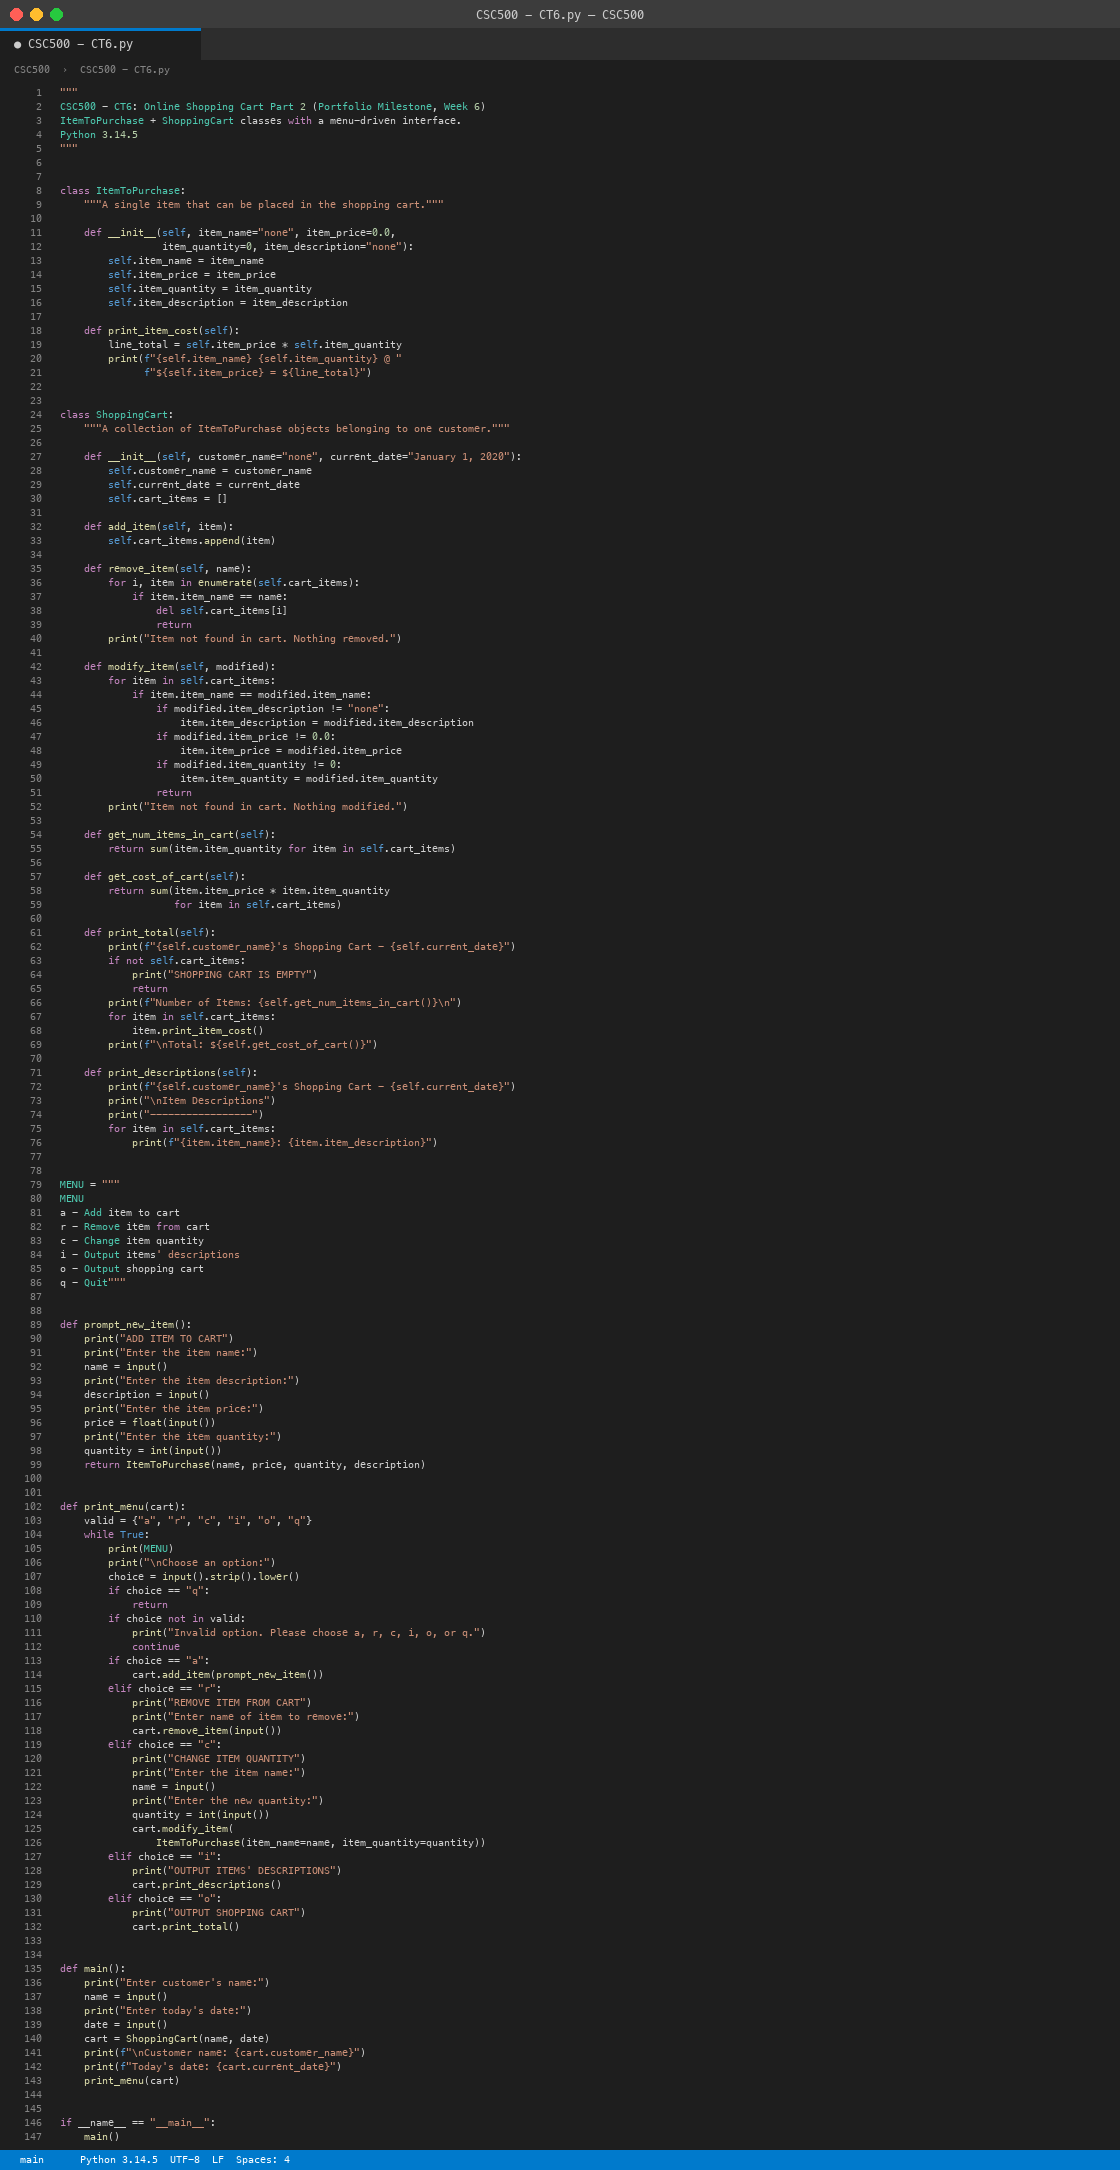 CSC500 — CT6.py — CSC500
● CSC500 — CT6.py
CSC500 › CSC500 — CT6.py
1 """
2 CSC500 - CT6: Online Shopping Cart Part 2 (Portfolio Milestone, Week 6)
3 ItemToPurchase + ShoppingCart classes with a menu-driven interface.
4 Python 3.14.5
5 """
6
7
8 class ItemToPurchase:
9     """A single item that can be placed in the shopping cart."""
10
11     def __init__(self, item_name="none", item_price=0.0,
12                  item_quantity=0, item_description="none"):
13         self.item_name = item_name
14         self.item_price = item_price
15         self.item_quantity = item_quantity
16         self.item_description = item_description
17
18     def print_item_cost(self):
19         line_total = self.item_price * self.item_quantity
20         print(f"{self.item_name} {self.item_quantity} @ "
21               f"${self.item_price} = ${line_total}")
22
23
24 class ShoppingCart:
25     """A collection of ItemToPurchase objects belonging to one customer."""
26
27     def __init__(self, customer_name="none", current_date="January 1, 2020"):
28         self.customer_name = customer_name
29         self.current_date = current_date
30         self.cart_items = []
31
32     def add_item(self, item):
33         self.cart_items.append(item)
34
35     def remove_item(self, name):
36         for i, item in enumerate(self.cart_items):
37             if item.item_name == name:
38                 del self.cart_items[i]
39                 return
40         print("Item not found in cart. Nothing removed.")
41
42     def modify_item(self, modified):
43         for item in self.cart_items:
44             if item.item_name == modified.item_name:
45                 if modified.item_description != "none":
46                     item.item_description = modified.item_description
47                 if modified.item_price != 0.0:
48                     item.item_price = modified.item_price
49                 if modified.item_quantity != 0:
50                     item.item_quantity = modified.item_quantity
51                 return
52         print("Item not found in cart. Nothing modified.")
53
54     def get_num_items_in_cart(self):
55         return sum(item.item_quantity for item in self.cart_items)
56
57     def get_cost_of_cart(self):
58         return sum(item.item_price * item.item_quantity
59                    for item in self.cart_items)
60
61     def print_total(self):
62         print(f"{self.customer_name}'s Shopping Cart - {self.current_date}")
63         if not self.cart_items:
64             print("SHOPPING CART IS EMPTY")
65             return
66         print(f"Number of Items: {self.get_num_items_in_cart()}\n")
67         for item in self.cart_items:
68             item.print_item_cost()
69         print(f"\nTotal: ${self.get_cost_of_cart()}")
70
71     def print_descriptions(self):
72         print(f"{self.customer_name}'s Shopping Cart - {self.current_date}")
73         print("\nItem Descriptions")
74         print("-----------------")
75         for item in self.cart_items:
76             print(f"{item.item_name}: {item.item_description}")
77
78
79 MENU = """
80 MENU
81 a - Add item to cart
82 r - Remove item from cart
83 c - Change item quantity
84 i - Output items' descriptions
85 o - Output shopping cart
86 q - Quit"""
87
88
89 def prompt_new_item():
90     print("ADD ITEM TO CART")
91     print("Enter the item name:")
92     name = input()
93     print("Enter the item description:")
94     description = input()
95     print("Enter the item price:")
96     price = float(input())
97     print("Enter the item quantity:")
98     quantity = int(input())
99     return ItemToPurchase(name, price, quantity, description)
100
101
102 def print_menu(cart):
103     valid = {"a", "r", "c", "i", "o", "q"}
104     while True:
105         print(MENU)
106         print("\nChoose an option:")
107         choice = input().strip().lower()
108         if choice == "q":
109             return
110         if choice not in valid:
111             print("Invalid option. Please choose a, r, c, i, o, or q.")
112             continue
113         if choice == "a":
114             cart.add_item(prompt_new_item())
115         elif choice == "r":
116             print("REMOVE ITEM FROM CART")
117             print("Enter name of item to remove:")
118             cart.remove_item(input())
119         elif choice == "c":
120             print("CHANGE ITEM QUANTITY")
121             print("Enter the item name:")
122             name = input()
123             print("Enter the new quantity:")
124             quantity = int(input())
125             cart.modify_item(
126                 ItemToPurchase(item_name=name, item_quantity=quantity))
127         elif choice == "i":
128             print("OUTPUT ITEMS' DESCRIPTIONS")
129             cart.print_descriptions()
130         elif choice == "o":
131             print("OUTPUT SHOPPING CART")
132             cart.print_total()
133
134
135 def main():
136     print("Enter customer's name:")
137     name = input()
138     print("Enter today's date:")
139     date = input()
140     cart = ShoppingCart(name, date)
141     print(f"\nCustomer name: {cart.customer_name}")
142     print(f"Today's date: {cart.current_date}")
143     print_menu(cart)
144
145
146 if __name__ == "__main__":
147     main()
main Python 3.14.5 UTF-8 LF Spaces: 4